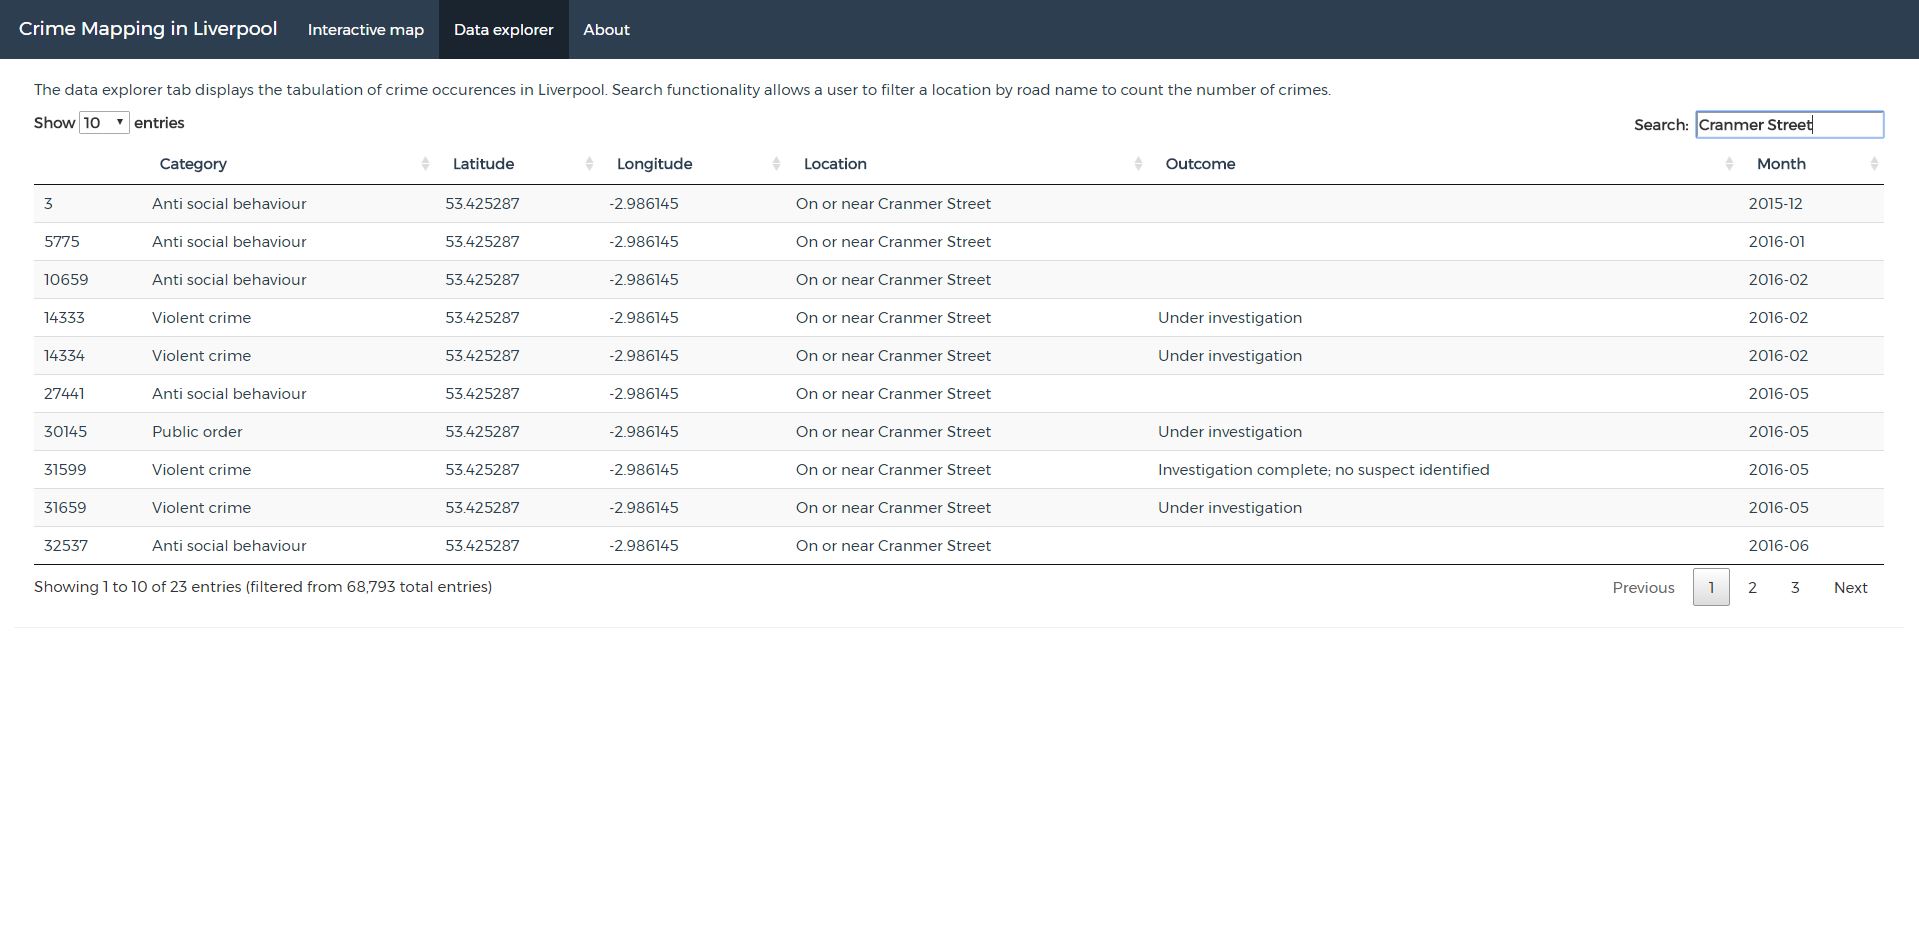 Crime Mapping in Liverpool Interactive map Data explorer About
The data explorer tab displays the tabulation of crime occurences in Liverpool. Search functionality allows a user to filter a location by road name to count the number of crimes.
Show 10 entries Search: Cranmer Street
Category Latitude Longitude Location Outcome Month
3 Anti social behaviour 53.425287 -2.986145 On or near Cranmer Street 2015-12
5775 Anti social behaviour 53.425287 -2.986145 On or near Cranmer Street 2016-01
10659 Anti social behaviour 53.425287 -2.986145 On or near Cranmer Street 2016-02
14333 Violent crime 53.425287 -2.986145 On or near Cranmer Street Under investigation 2016-02
14334 Violent crime 53.425287 -2.986145 On or near Cranmer Street Under investigation 2016-02
27441 Anti social behaviour 53.425287 -2.986145 On or near Cranmer Street 2016-05
30145 Public order 53.425287 -2.986145 On or near Cranmer Street Under investigation 2016-05
31599 Violent crime 53.425287 -2.986145 On or near Cranmer Street Investigation complete; no suspect identified 2016-05
31659 Violent crime 53.425287 -2.986145 On or near Cranmer Street Under investigation 2016-05
32537 Anti social behaviour 53.425287 -2.986145 On or near Cranmer Street 2016-06
Showing 1 to 10 of 23 entries (filtered from 68,793 total entries) Previous 1 2 3 Next